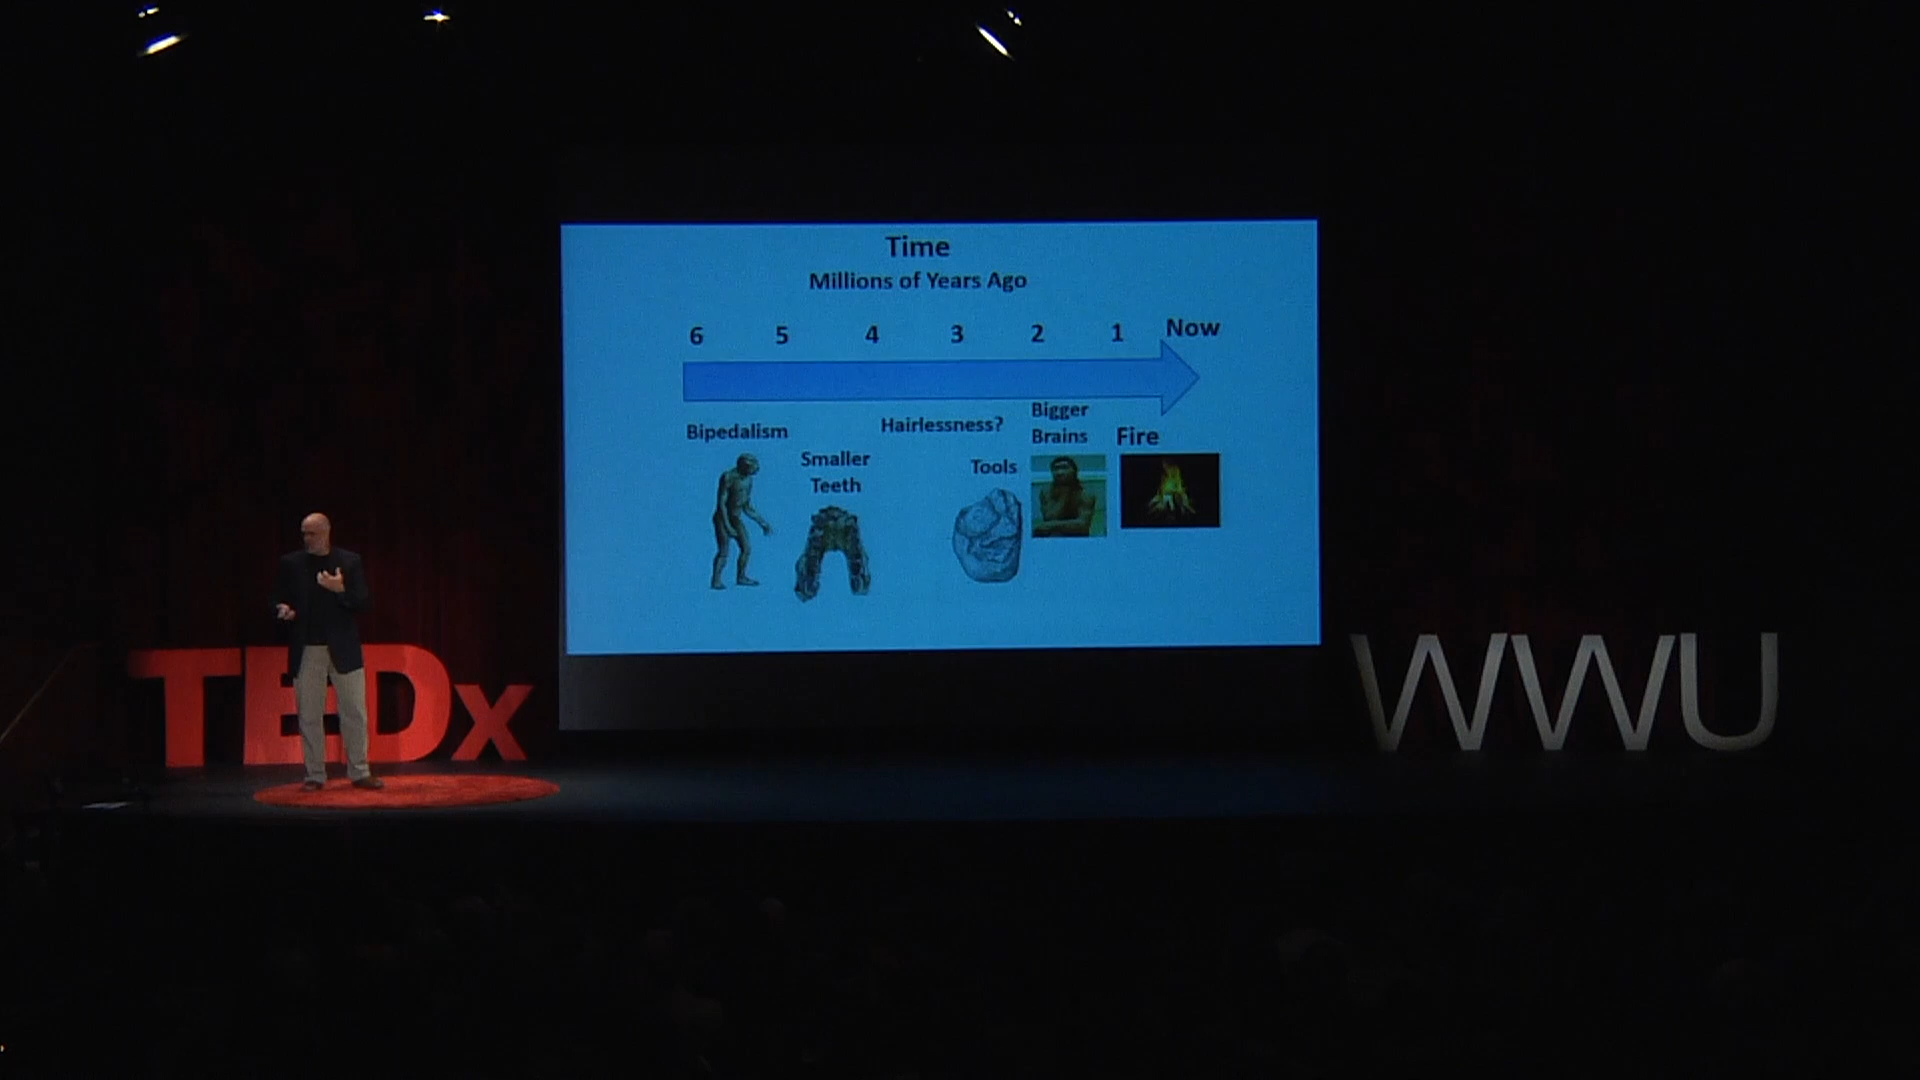 Time
Millions of Years Ago
6 5 4 3 2 1 Now
Bipedalism
Smaller
Teeth
Hairlessness?
Tools
Bigger
Brains
Fire
TEDx
WWU